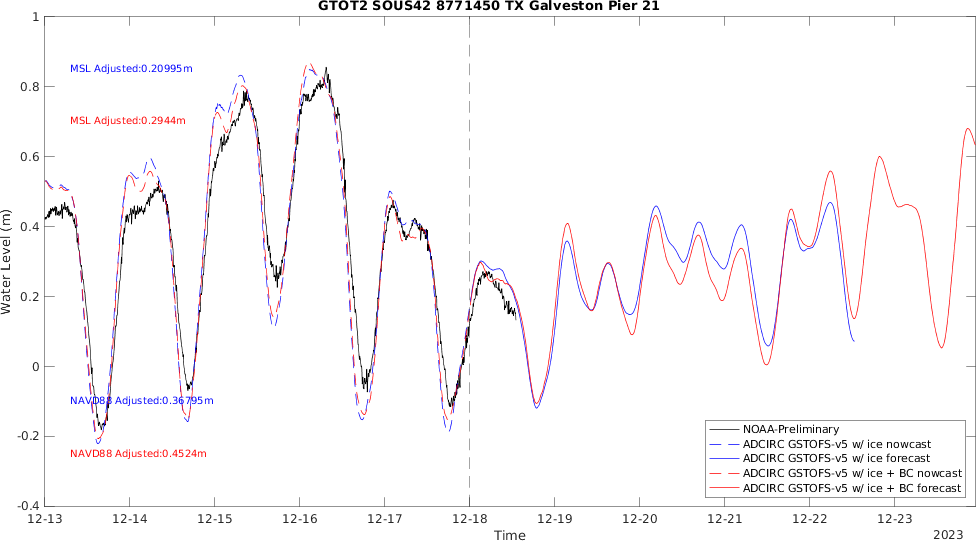 GTOT2 SOUS42 8771450 TX Galveston Pier 21
Water Level (m)
1
0.8
0.6
0.4
0.2
0
-0.2
-0.4
MSL Adjusted:0.20995m
MSL Adjusted:0.2944m
NAVD88 Adjusted:0.36795m
NAVD88 Adjusted:0.4524m
NOAA-Preliminary
ADCIRC GSTOFS-v5 w/ ice nowcast
ADCIRC GSTOFS-v5 w/ ice forecast
ADCIRC GSTOFS-v5 w/ ice + BC nowcast
ADCIRC GSTOFS-v5 w/ ice + BC forecast
12-13 12-14 12-15 12-16 12-17 12-18 12-19 12-20 12-21 12-22 12-23
Time
2023